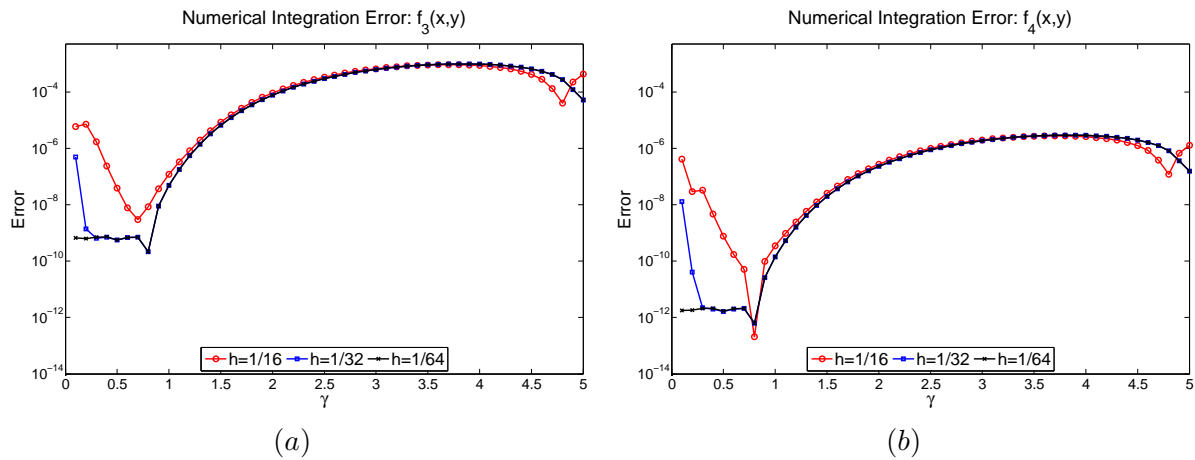 Numerical Integration Error: f₃(x,y)
Error
10⁻⁴
10⁻⁶
10⁻⁸
10⁻¹⁰
10⁻¹²
10⁻¹⁴
0 0.5 1 1.5 2 2.5 3 3.5 4 4.5 5
h=1/16 h=1/32 h=1/64
γ
(a)
Numerical Integration Error: f₄(x,y)
Error
10⁻⁴
10⁻⁶
10⁻⁸
10⁻¹⁰
10⁻¹²
10⁻¹⁴
0 0.5 1 1.5 2 2.5 3 3.5 4 4.5 5
h=1/16 h=1/32 h=1/64
γ
(b)